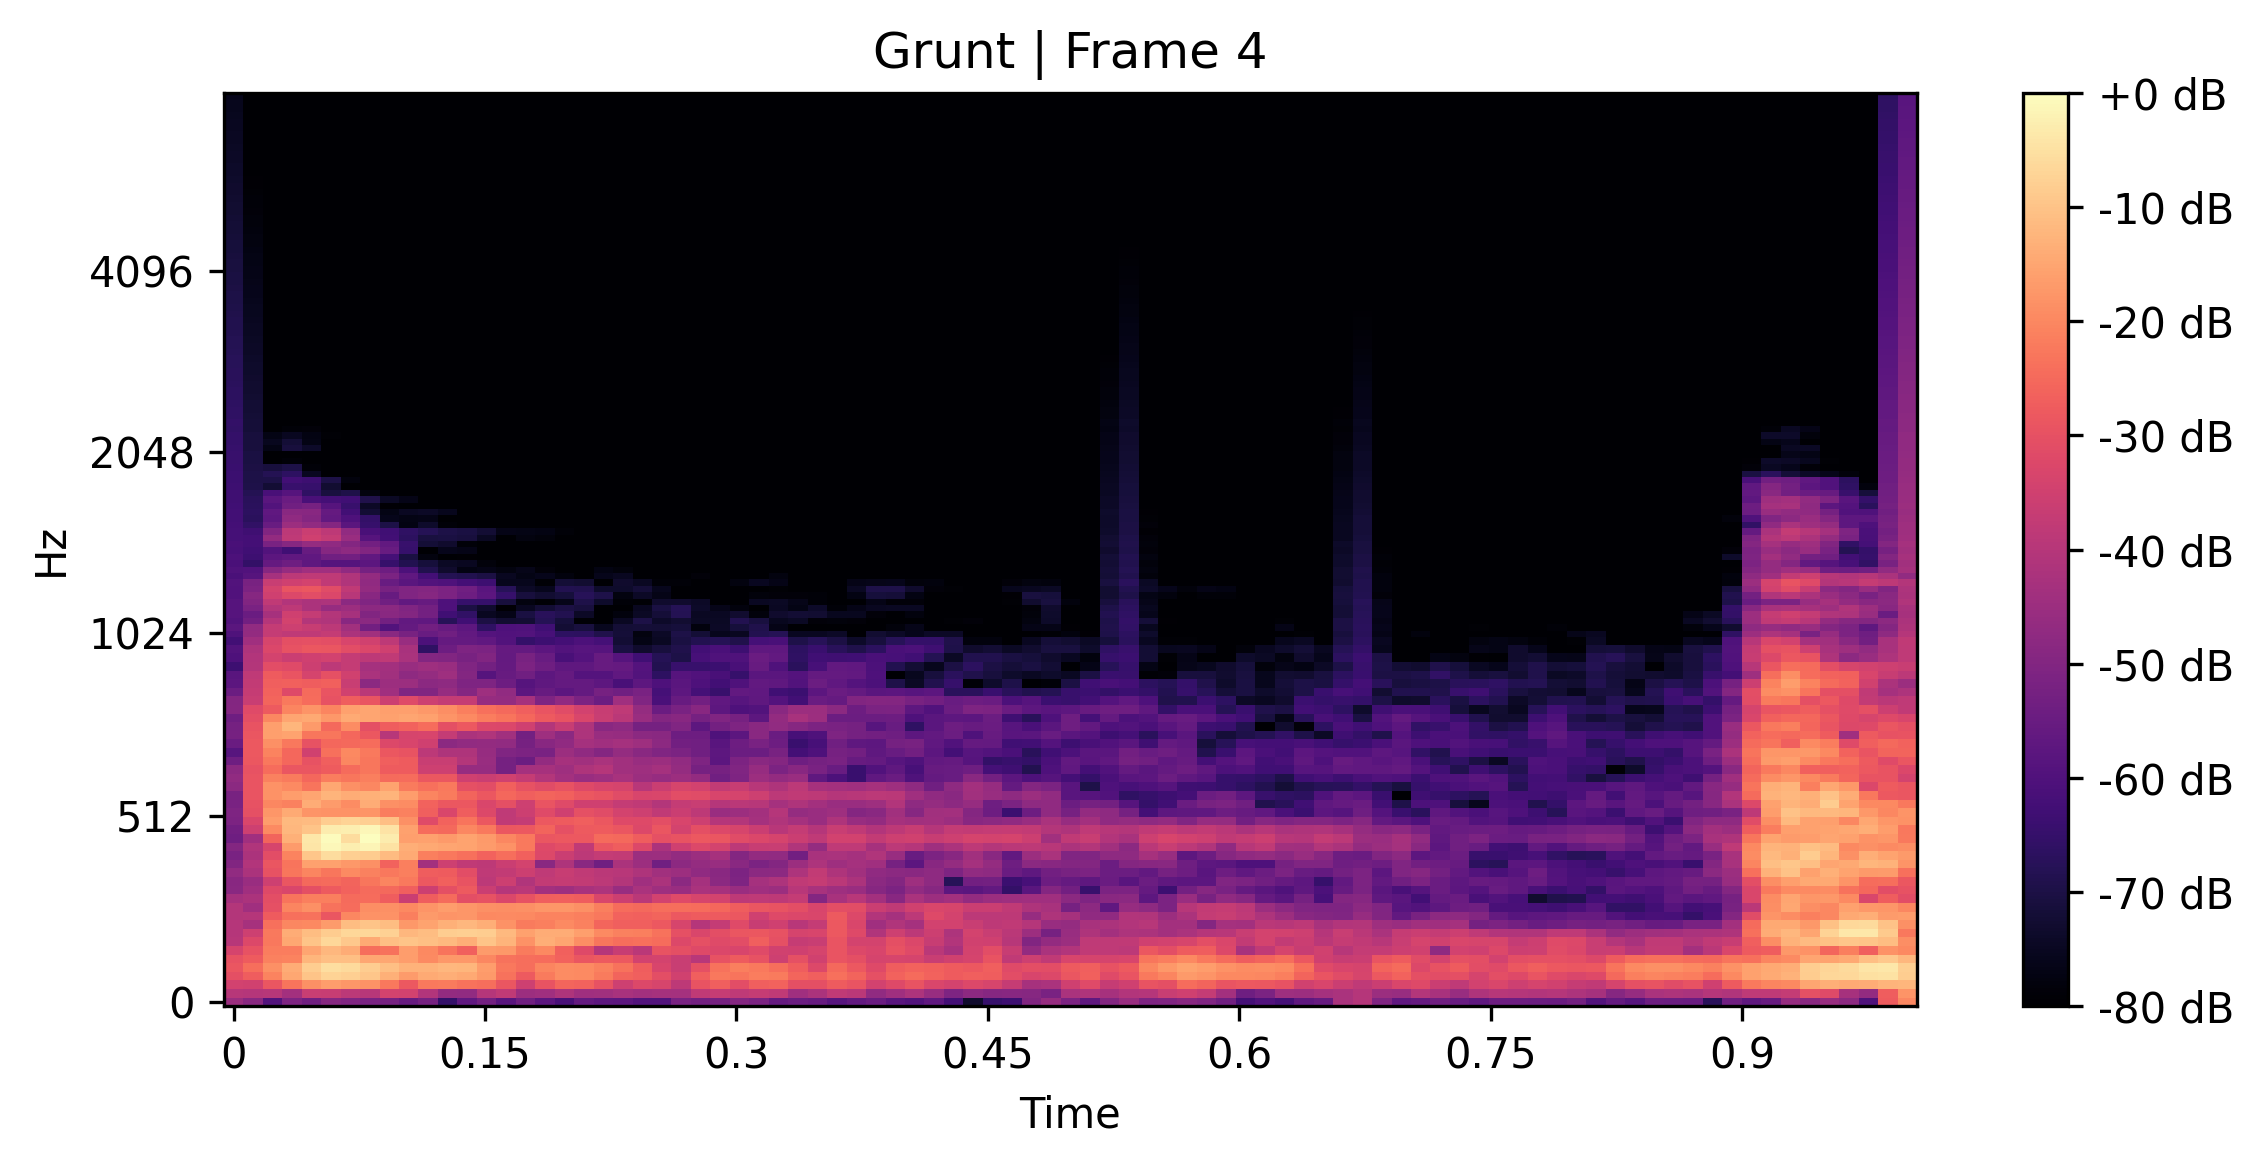 Grunt | Frame 4
Hz
4096
2048
1024
512
0
0 0.15 0.3 0.45 0.6 0.75 0.9
Time
+0 dB
-10 dB
-20 dB
-30 dB
-40 dB
-50 dB
-60 dB
-70 dB
-80 dB